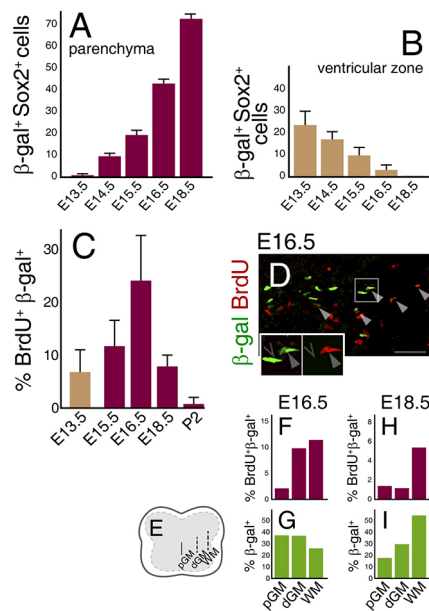 A
parenchyma
β-gal⁺ Sox2⁺ cells
70
60
50
40
30
20
10
0
E13.5
E14.5
E15.5
E16.5
E18.5
B
ventricular zone
β-gal⁺ Sox2⁺
cells
40
30
20
10
0
E13.5
E14.5
E15.5
E16.5
E18.5
C
% BrdU⁺ β-gal⁺
30
20
10
0
E13.5
E15.5
E16.5
E18.5
P2
E16.5
D
β-gal BrdU
E
pGM
dGM
WM
E16.5
F
% BrdU⁺β-gal⁺
15
10
5
0
G
% β-gal⁺
50
40
30
20
10
0
pGM
dGM
WM
E18.5
H
% BrdU⁺β-gal⁺
8
6
4
2
0
I
% β-gal⁺
50
40
30
20
10
0
pGM
dGM
WM